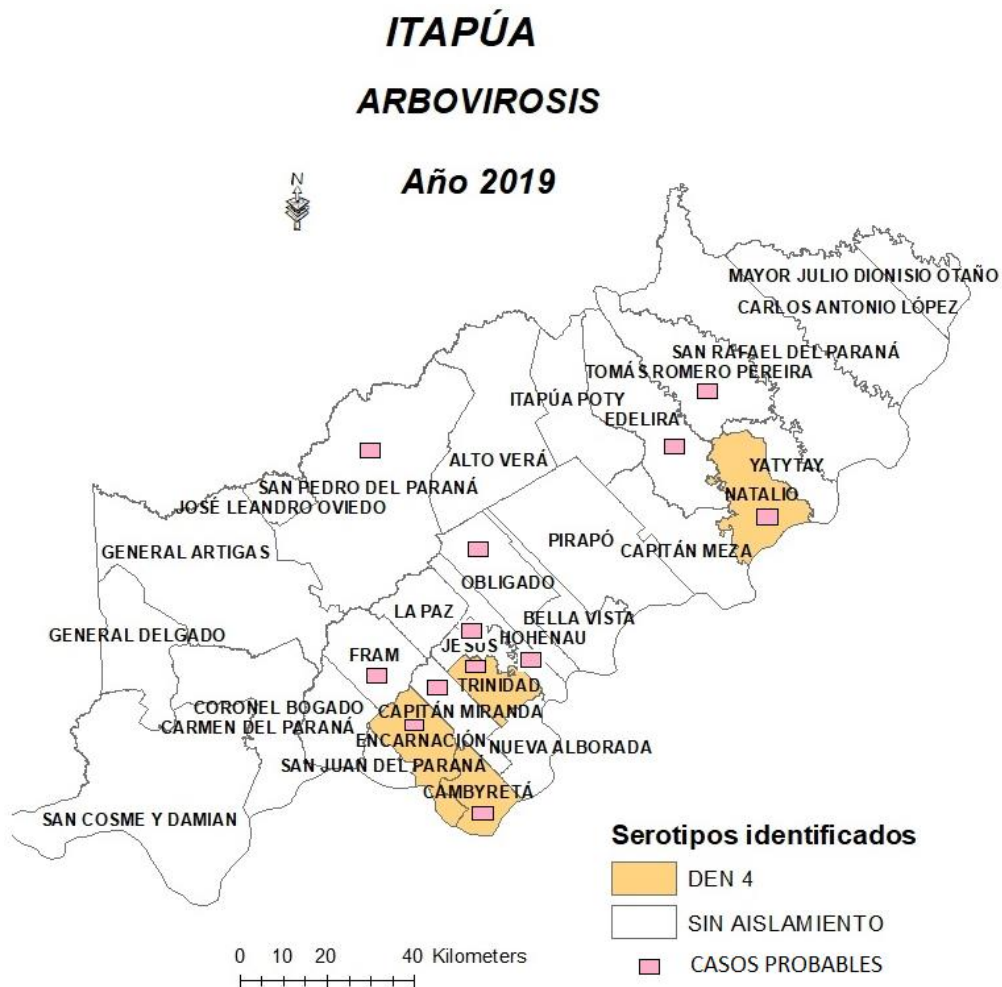 ITAPÚA
ARBOVIROSIS
Año 2019
N
MAYOR JULIO DIONISIO OTAÑO
CARLOS ANTONIO LÓPEZ
SAN RAFAEL DEL PARANÁ
TOMÁS ROMERO PEREIRA
ITAPÚA POTY
EDELIRÁ
ALTO VERÁ
YATYTAY
SAN PEDRO DEL PARANÁ
NATALIO
JOSÉ LEANDRO OVIEDO
PIRAPÓ
GENERAL ARTIGAS
CAPITÁN MEZA
OBLIGADO
LA PAZ
BELLA VISTA
GENERAL DELGADO
HOHENAU
JESÚS
FRAM
TRINIDAD
CORONEL BOGADO
CAPITÁN MIRANDA
CARMEN DEL PARANÁ
ENCARNACIÓN
NUEVA ALBORADA
SAN JUAN DEL PARANÁ
CAMBYRETÁ
SAN COSME Y DAMIAN
Serotipos identificados
DEN 4
SIN AISLAMIENTO
CASOS PROBABLES
0 10 20 40 Kilometers